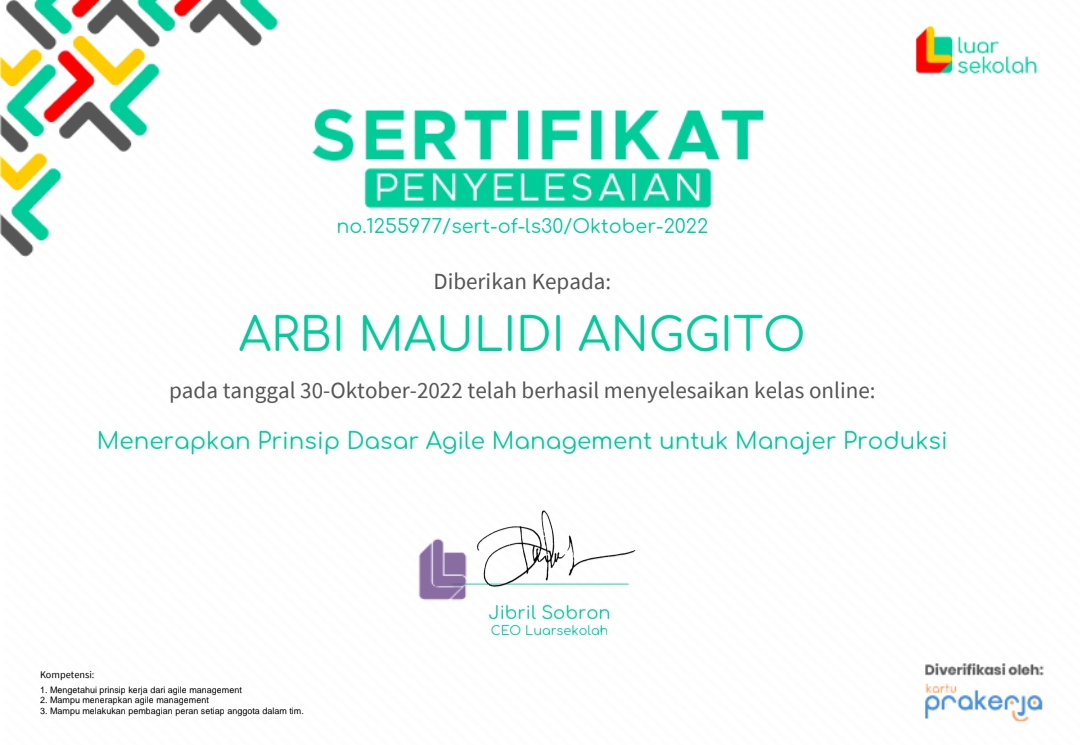 luar
sekolah
SERTIFIKAT
PENYELESAIAN
no.1255977/sert-of-ls30/Oktober-2022
Diberikan Kepada:
ARBI MAULIDI ANGGITO
pada tanggal 30-Oktober-2022 telah berhasil menyelesaikan kelas online:
Menerapkan Prinsip Dasar Agile Management untuk Manajer Produksi
Jibril Sobron
CEO Luarsekolah
Kompetensi:
1. Mengetahui prinsip kerja dari agile management
2. Mampu menerapkan agile management
3. Mampu melakukan pembagian peran setiap anggota dalam tim.
Diverifikasi oleh:
kartu
prakerja